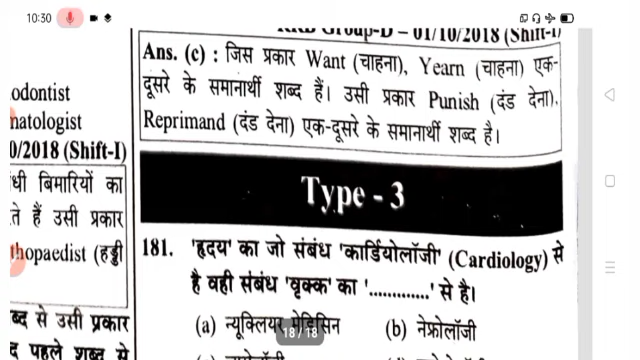 10:30
RRB Group-D – 01/10/2018 (Shift-I)
odontist
natologist
0/2018 (Shift-I)
धी बिमारियों का
ते हैं उसी प्रकार
thopaedist (हड्डी
ब्द से उसी प्रकार
द पहले शब्द से
Ans. (c) : जिस प्रकार Want (चाहना), Yearn (चाहना) एक-
दूसरे के समानार्थी शब्द हैं। उसी प्रकार Punish (दंड देना),
Reprimand (दंड देना) एक-दूसरे के समानार्थी शब्द है।
Type - 3
181. 'हृदय' का जो संबंध 'कार्डियोलॉजी' (Cardiology) से
है वही संबंध 'वृक्क' का '.............' से है।
(a) न्यूक्लियर मेडिसिन (b) नेफ्रोलॉजी
18 / 18